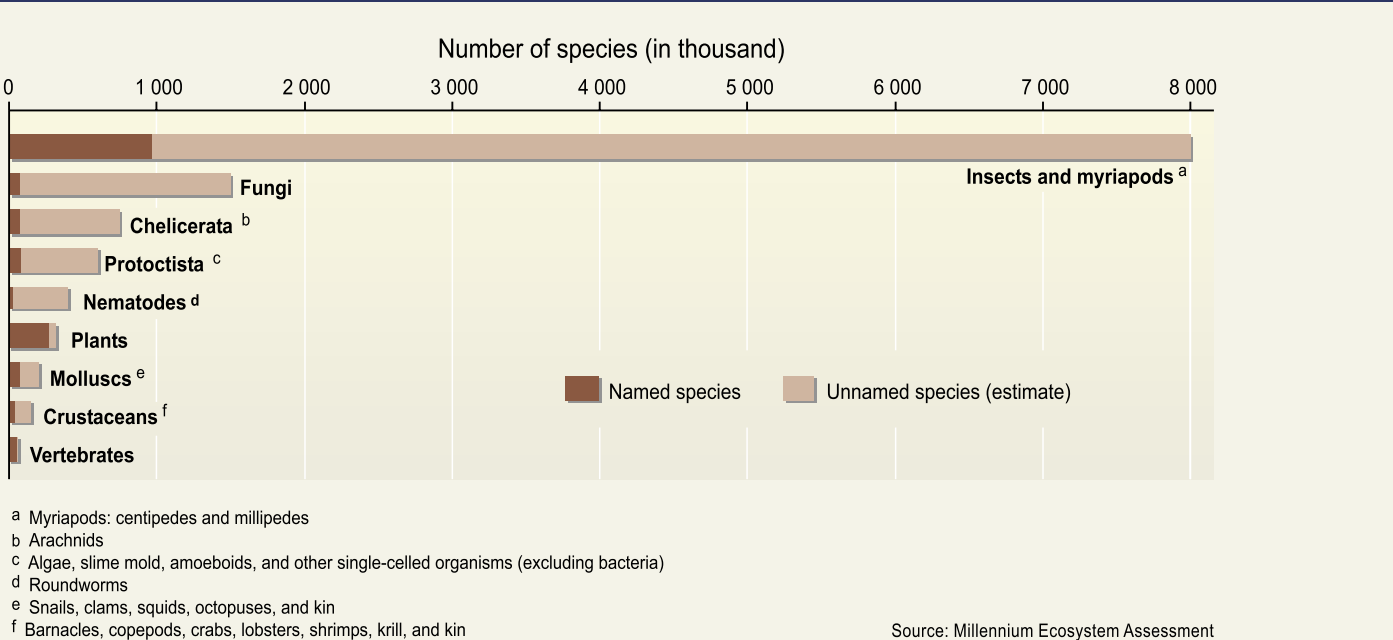 Number of species (in thousand)
0 1 000 2 000 3 000 4 000 5 000 6 000 7 000 8 000
Insects and myriapods a
Fungi
Chelicerata b
Protoctista c
Nematodes d
Plants
Molluscs e
Crustaceans f
Vertebrates
Named species
Unnamed species (estimate)
a Myriapods: centipedes and millipedes
b Arachnids
c Algae, slime mold, amoeboids, and other single-celled organisms (excluding bacteria)
d Roundworms
e Snails, clams, squids, octopuses, and kin
f Barnacles, copepods, crabs, lobsters, shrimps, krill, and kin
Source: Millennium Ecosystem Assessment